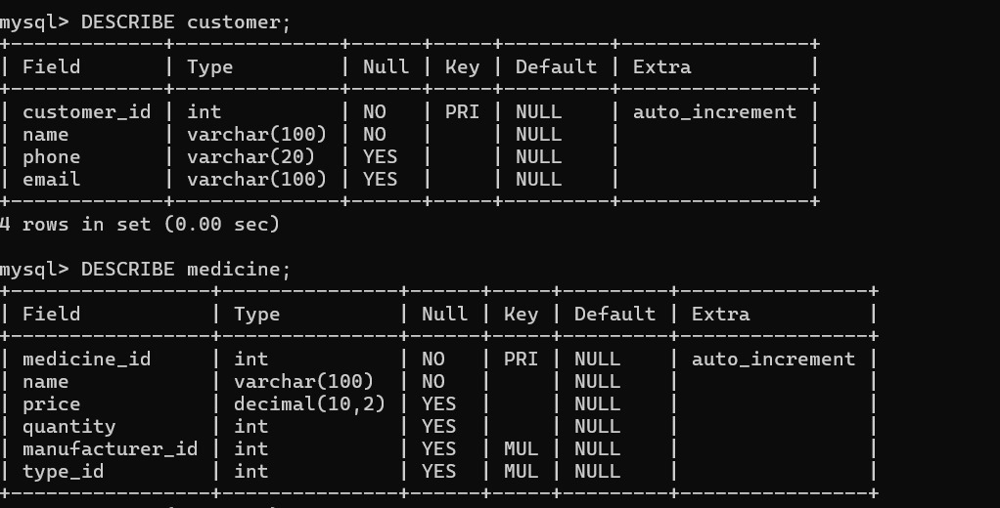 mysql> DESCRIBE customer;
+-------------+--------------+------+-----+---------+----------------+
| Field       | Type         | Null | Key | Default | Extra          |
+-------------+--------------+------+-----+---------+----------------+
| customer_id | int          | NO   | PRI | NULL    | auto_increment |
| name        | varchar(100) | NO   |     | NULL    |                |
| phone       | varchar(20)  | YES  |     | NULL    |                |
| email       | varchar(100) | YES  |     | NULL    |                |
+-------------+--------------+------+-----+---------+----------------+
4 rows in set (0.00 sec)

mysql> DESCRIBE medicine;
+-----------------+---------------+------+-----+---------+----------------+
| Field           | Type          | Null | Key | Default | Extra          |
+-----------------+---------------+------+-----+---------+----------------+
| medicine_id     | int           | NO   | PRI | NULL    | auto_increment |
| name            | varchar(100)  | NO   |     | NULL    |                |
| price           | decimal(10,2) | YES  |     | NULL    |                |
| quantity        | int           | YES  |     | NULL    |                |
| manufacturer_id | int           | YES  | MUL | NULL    |                |
| type_id         | int           | YES  | MUL | NULL    |                |
+-----------------+---------------+------+-----+---------+----------------+